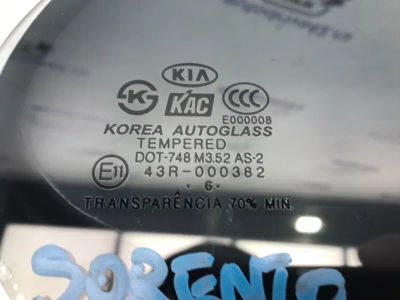 KIA
KAC CCC
E000008
KOREA AUTOGLASS
TEMPERED
DOT-748 M3.52 AS-2
E11 43R-000382
· 6 ·
TRANSPARÊNCIA 70% MIN.
SORENTO